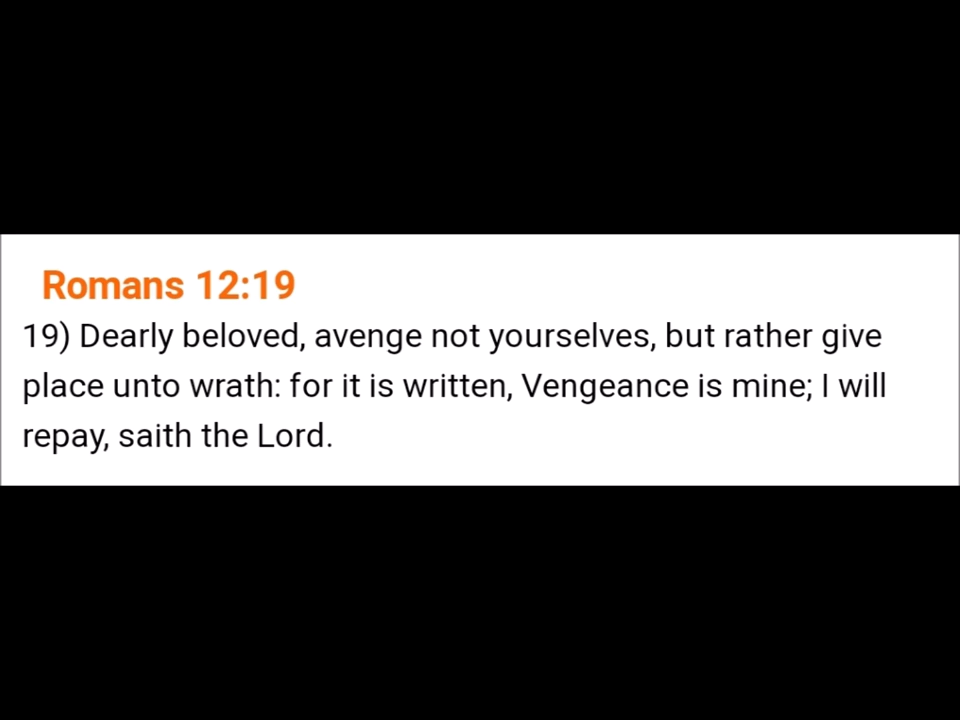 Romans 12:19
19) Dearly beloved, avenge not yourselves, but rather give
place unto wrath: for it is written, Vengeance is mine; I will
repay, saith the Lord.